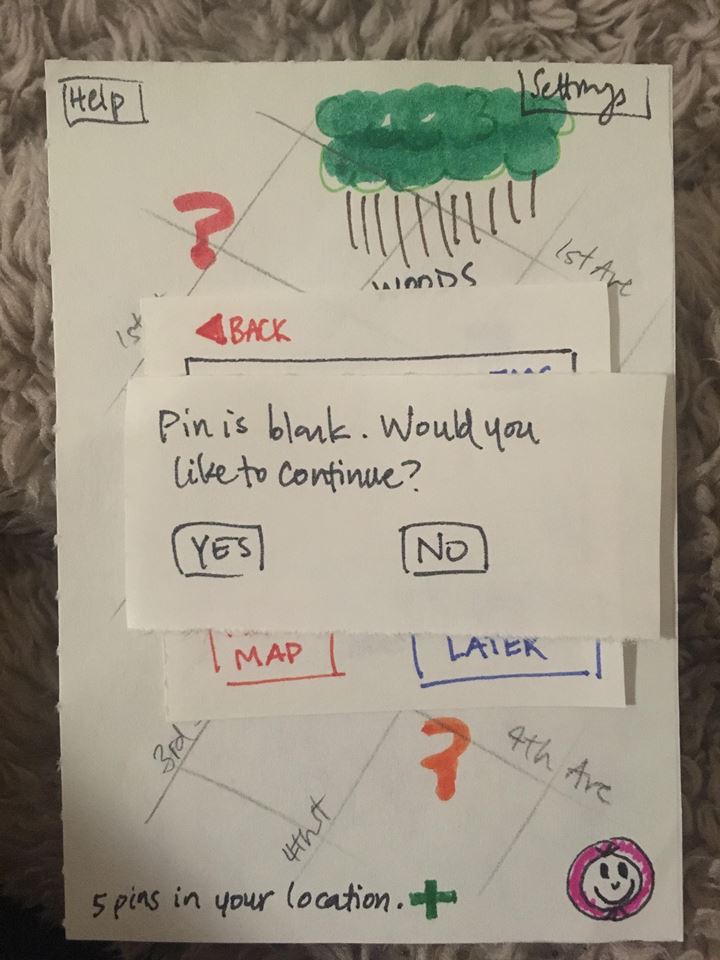 Help
Settings
?
WOODS
1st Ave
1st
BACK
Pin is blank. Would you
like to continue?
YES
NO
MAP
LATER
3rd
?
4th Ave
4th st
5 pins in your location. +